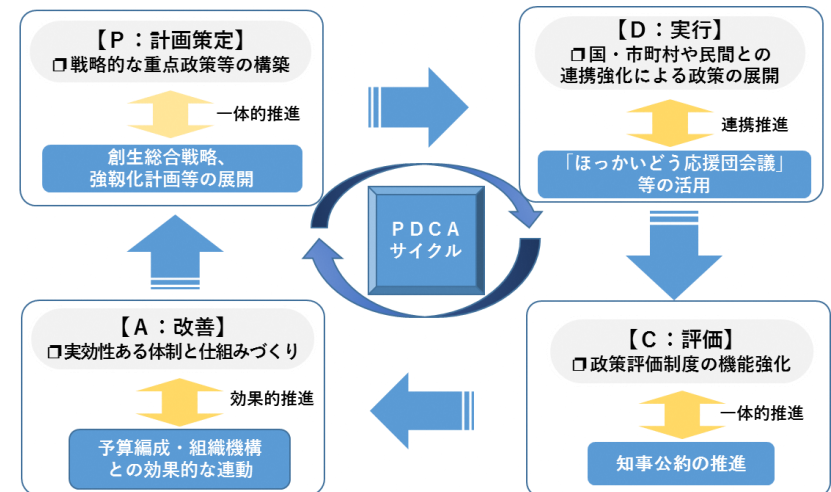 【Ｐ：計画策定】
❒戦略的な重点政策等の構築
一体的推進
創生総合戦略、
強靱化計画等の展開
【Ｄ：実行】
❒国・市町村や民間との
連携強化による政策の展開
連携推進
「ほっかいどう応援団会議」
等の活用
ＰＤＣＡ
サイクル
【Ａ：改善】
❒実効性ある体制と仕組みづくり
効果的推進
予算編成・組織機構
との効果的な連動
【Ｃ：評価】
❒政策評価制度の機能強化
一体的推進
知事公約の推進